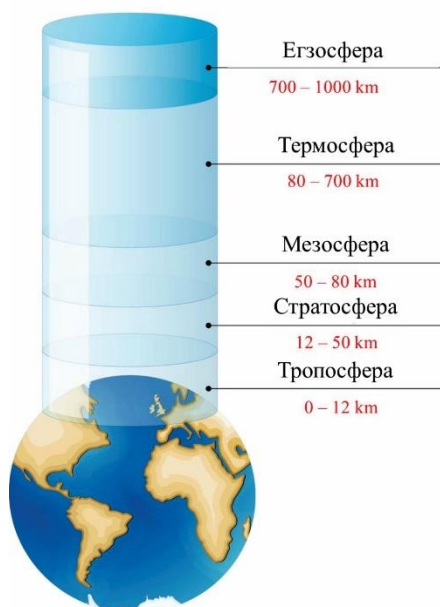 Егзосфера
700 – 1000 km
Термосфера
80 – 700 km
Мезосфера
50 – 80 km
Стратосфера
12 – 50 km
Тропосфера
0 – 12 km